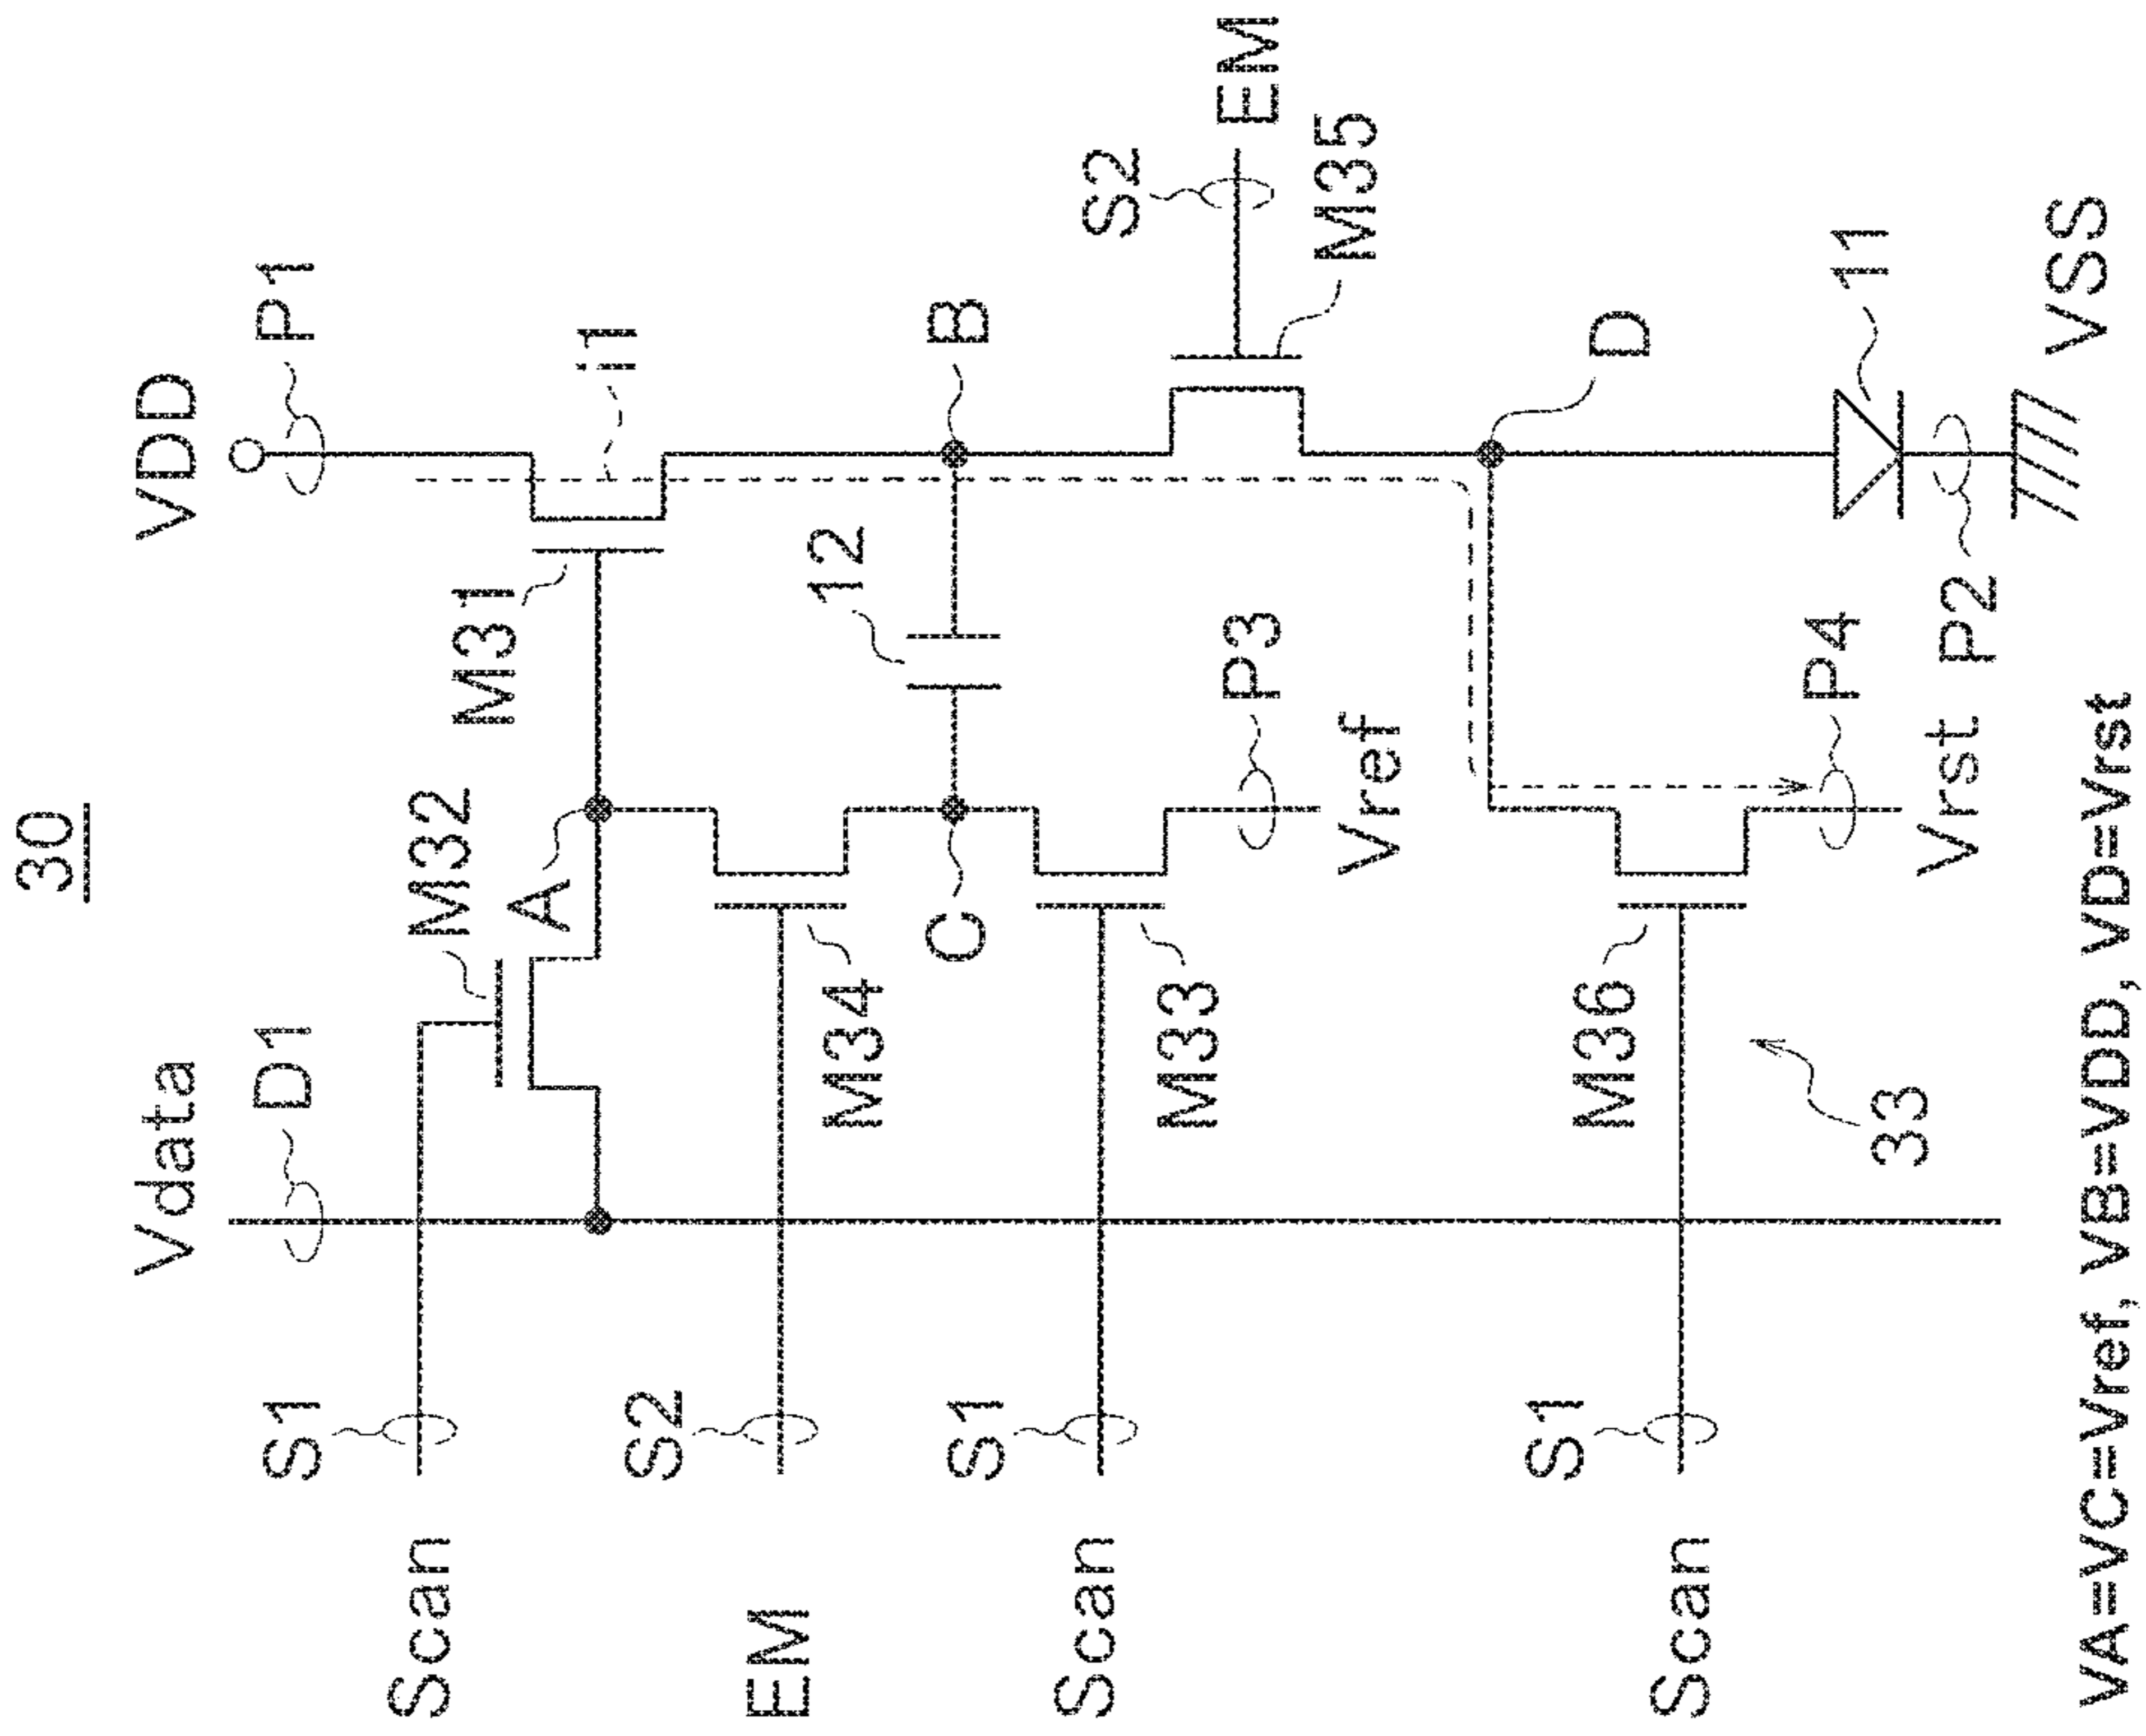 30
Vdata
VDD
D1
P1
S1
Scan
M32
M31
i1
A
S2
EM
M34
12
B
C
S1
Scan
M33
P3
Vref
S2
EM
M35
D
S1
Scan
M36
33
P4
Vrst
11
P2
VSS
VA=VC=Vref, VB=VDD, VD=Vrst